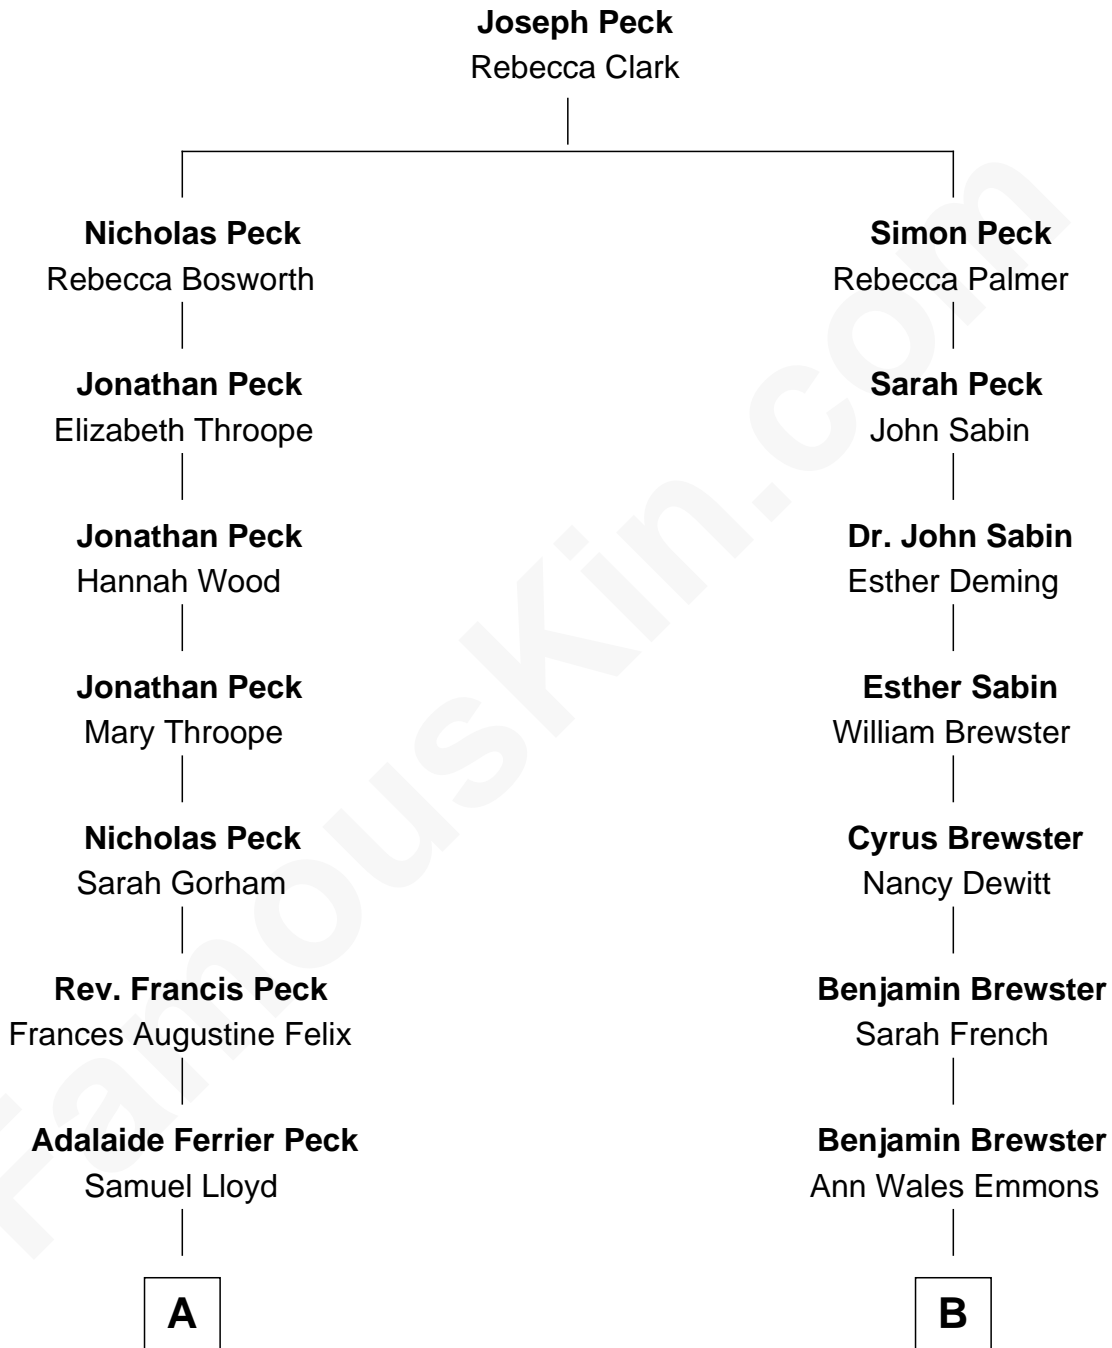 Joseph Peck
Rebecca Clark
Nicholas Peck
Rebecca Bosworth
Jonathan Peck
Elizabeth Throope
Jonathan Peck
Hannah Wood
Jonathan Peck
Mary Throope
Nicholas Peck
Sarah Gorham
Rev. Francis Peck
Frances Augustine Felix
Adalaide Ferrier Peck
Samuel Lloyd
A
Simon Peck
Rebecca Palmer
Sarah Peck
John Sabin
Dr. John Sabin
Esther Deming
Esther Sabin
William Brewster
Cyrus Brewster
Nancy Dewitt
Benjamin Brewster
Sarah French
Benjamin Brewster
Ann Wales Emmons
B
FamousKin.com